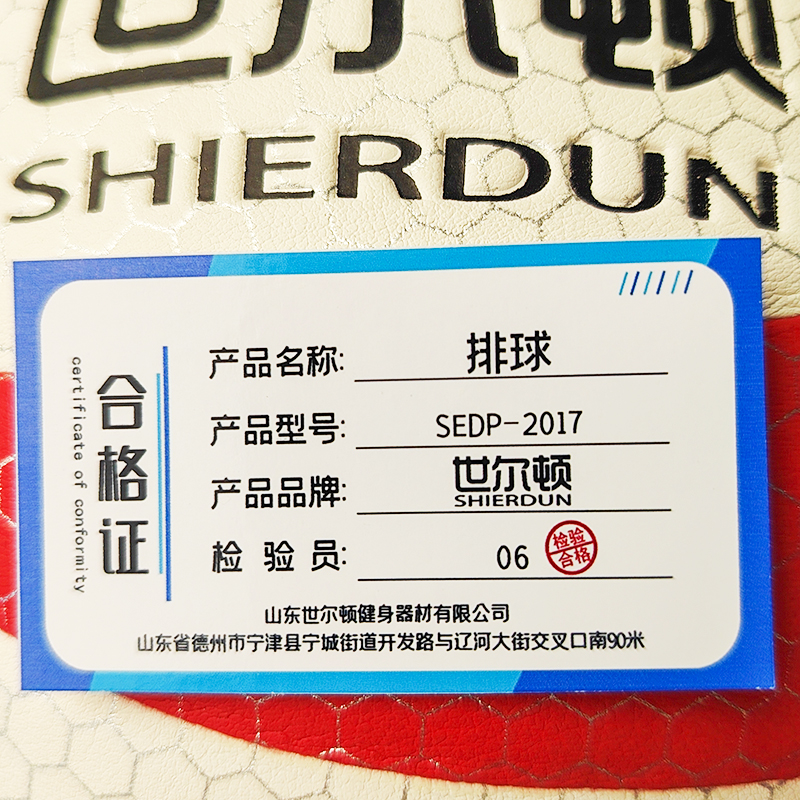 世尔顿
SHIERDUN
合格证
certificate of conformity
产品名称: 排球
产品型号: SEDP-2017
产品品牌: 世尔顿
SHIERDUN
检 验 员: 06 检验
合格
山东世尔顿健身器材有限公司
山东省德州市宁津县宁城街道开发路与辽河大街交叉口南90米